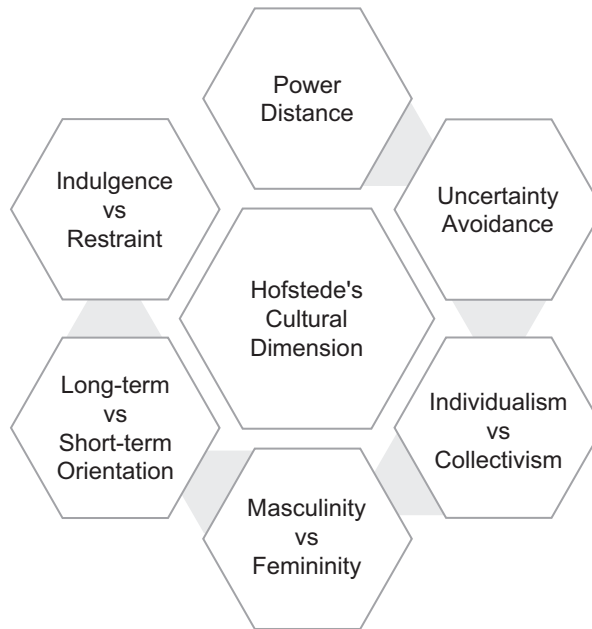 Power
Distance
Uncertainty
Avoidance
Individualism
vs
Collectivism
Masculinity
vs
Femininity
Long-term
vs
Short-term
Orientation
Indulgence
vs
Restraint
Hofstede's
Cultural
Dimension